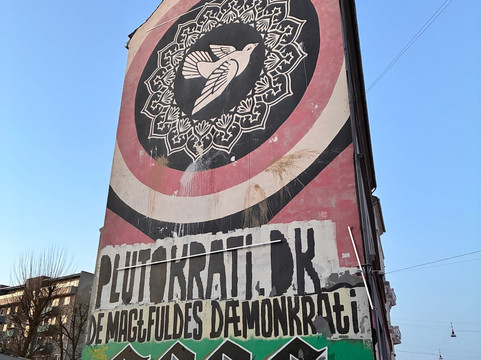 PLUTOKRATI.DK
DE MAGtFULDES DÆMONKRAti